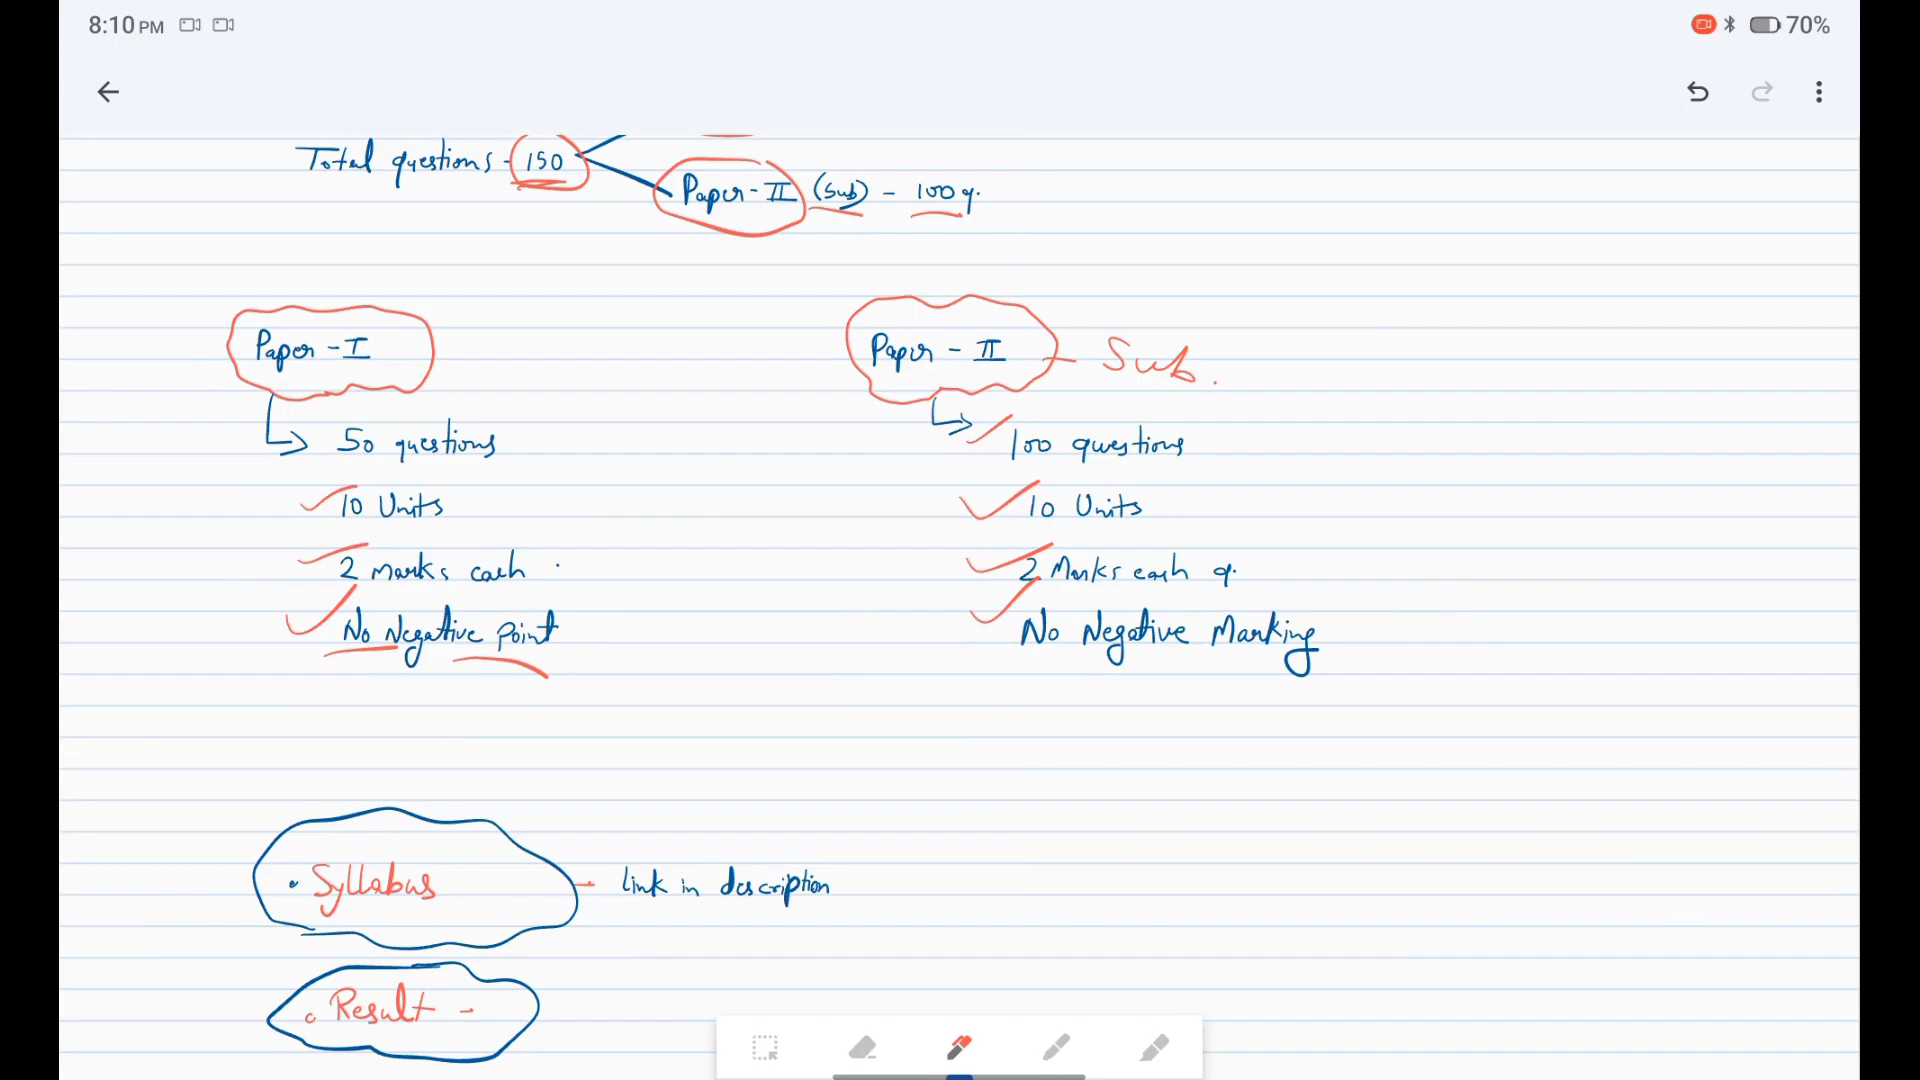 8:10 PM
70%
Total questions - 150
Paper - II (Sub) - 100 q.
Paper - I
Paper - II - Sub.
50 questions
100 questions
10 Units
10 Units
2 marks each .
2 Marks each q.
No Negative point
No Negative Marking
• Syllabus - link in description
• Result -